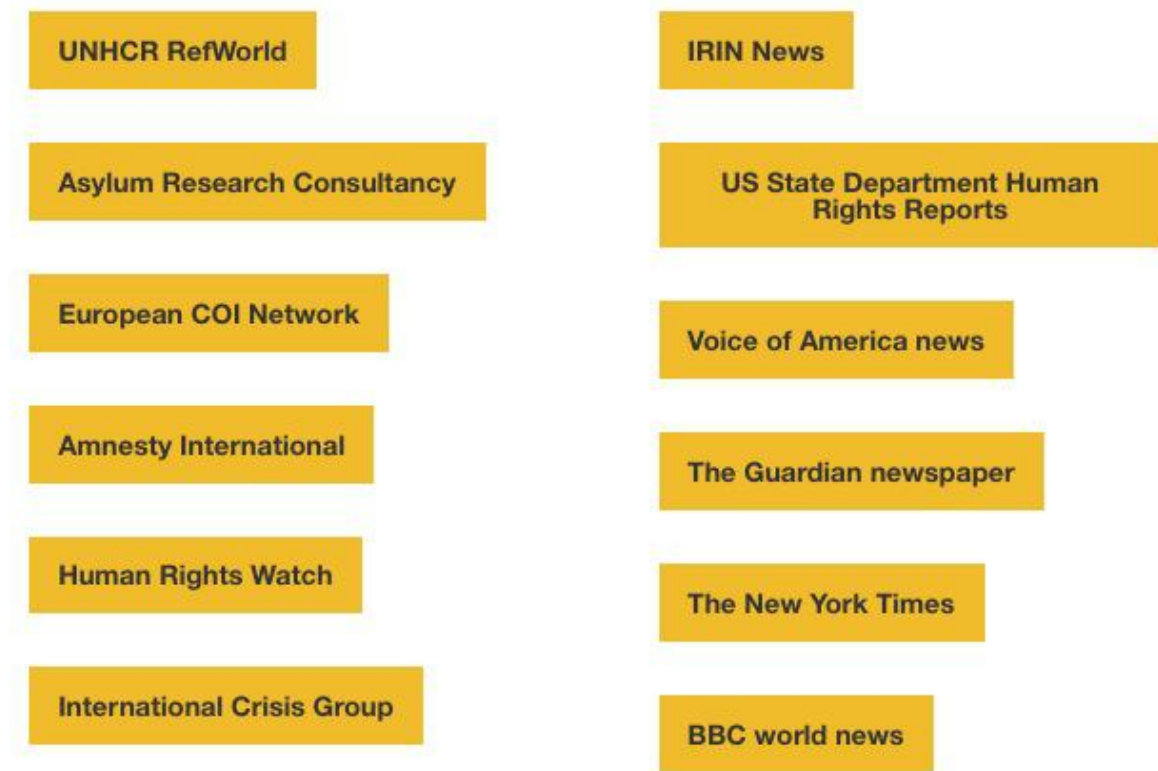 UNHCR RefWorld
Asylum Research Consultancy
European COI Network
Amnesty International
Human Rights Watch
International Crisis Group
IRIN News
US State Department Human
Rights Reports
Voice of America news
The Guardian newspaper
The New York Times
BBC world news